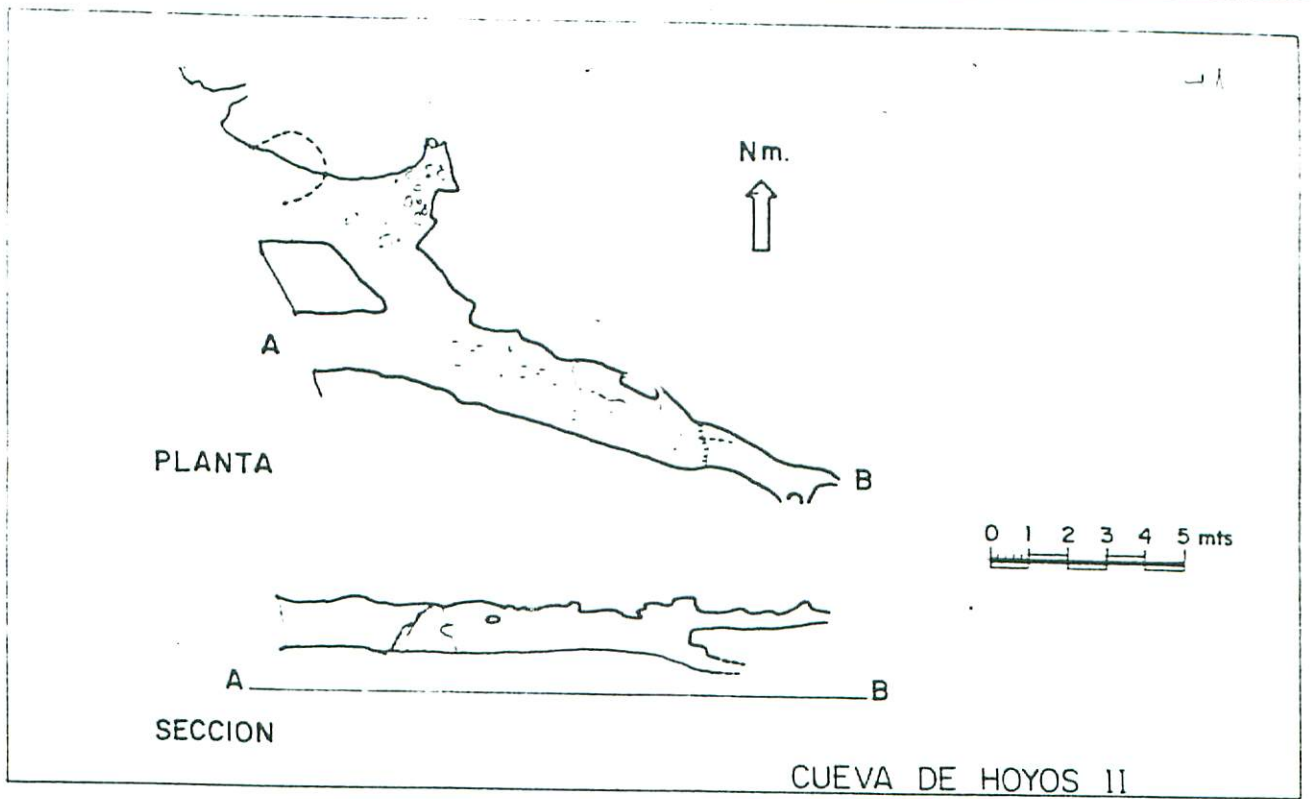 Nm.
A
PLANTA
B
0 1 2 3 4 5 mts
A B
SECCION
CUEVA DE HOYOS II